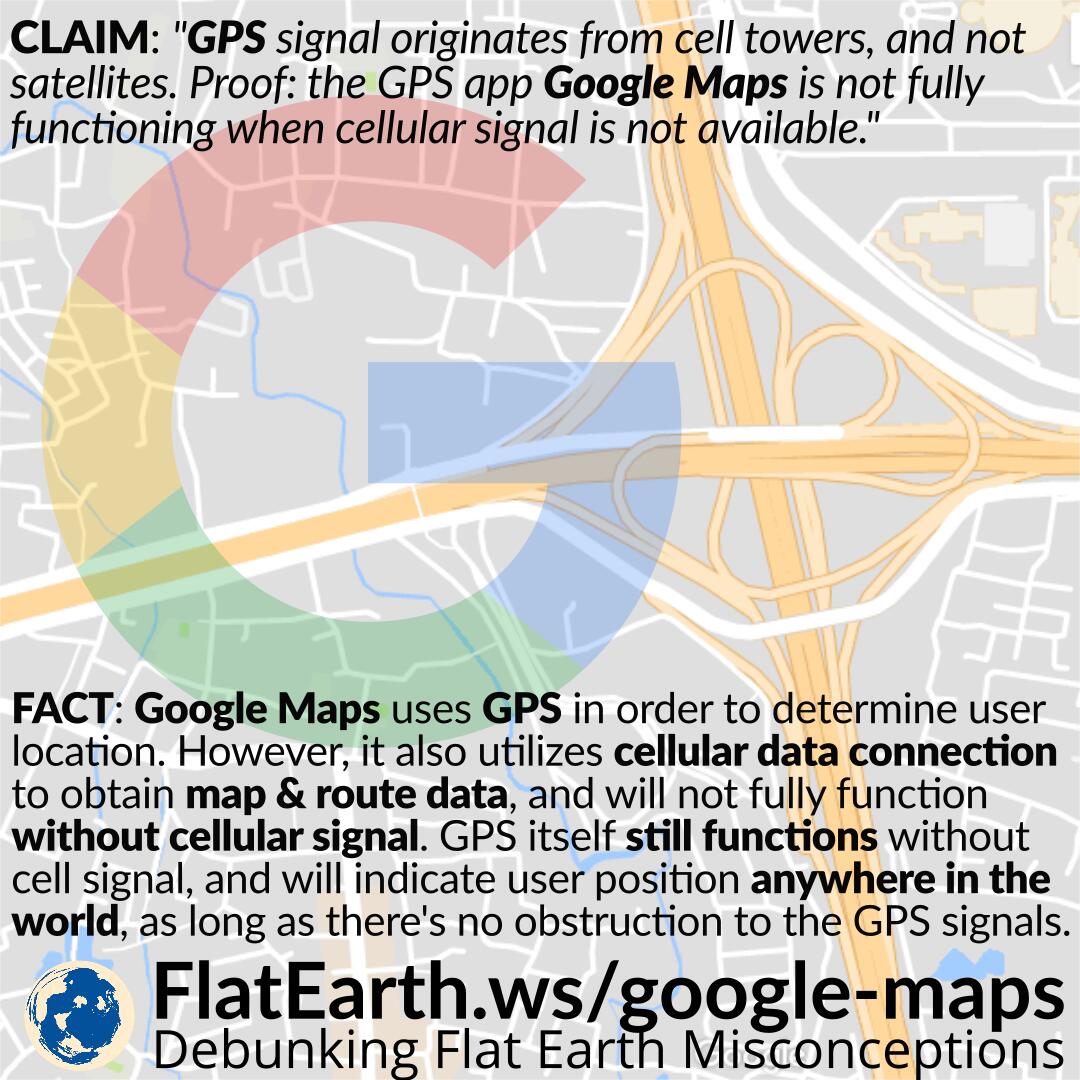 CLAIM: "GPS signal originates from cell towers, and not
satellites. Proof: the GPS app Google Maps is not fully
functioning when cellular signal is not available."
FACT: Google Maps uses GPS in order to determine user
location. However, it also utilizes cellular data connection
to obtain map & route data, and will not fully function
without cellular signal. GPS itself still functions without
cell signal, and will indicate user position anywhere in the
world, as long as there's no obstruction to the GPS signals.
FlatEarth.ws/google-maps
Debunking Flat Earth Misconceptions